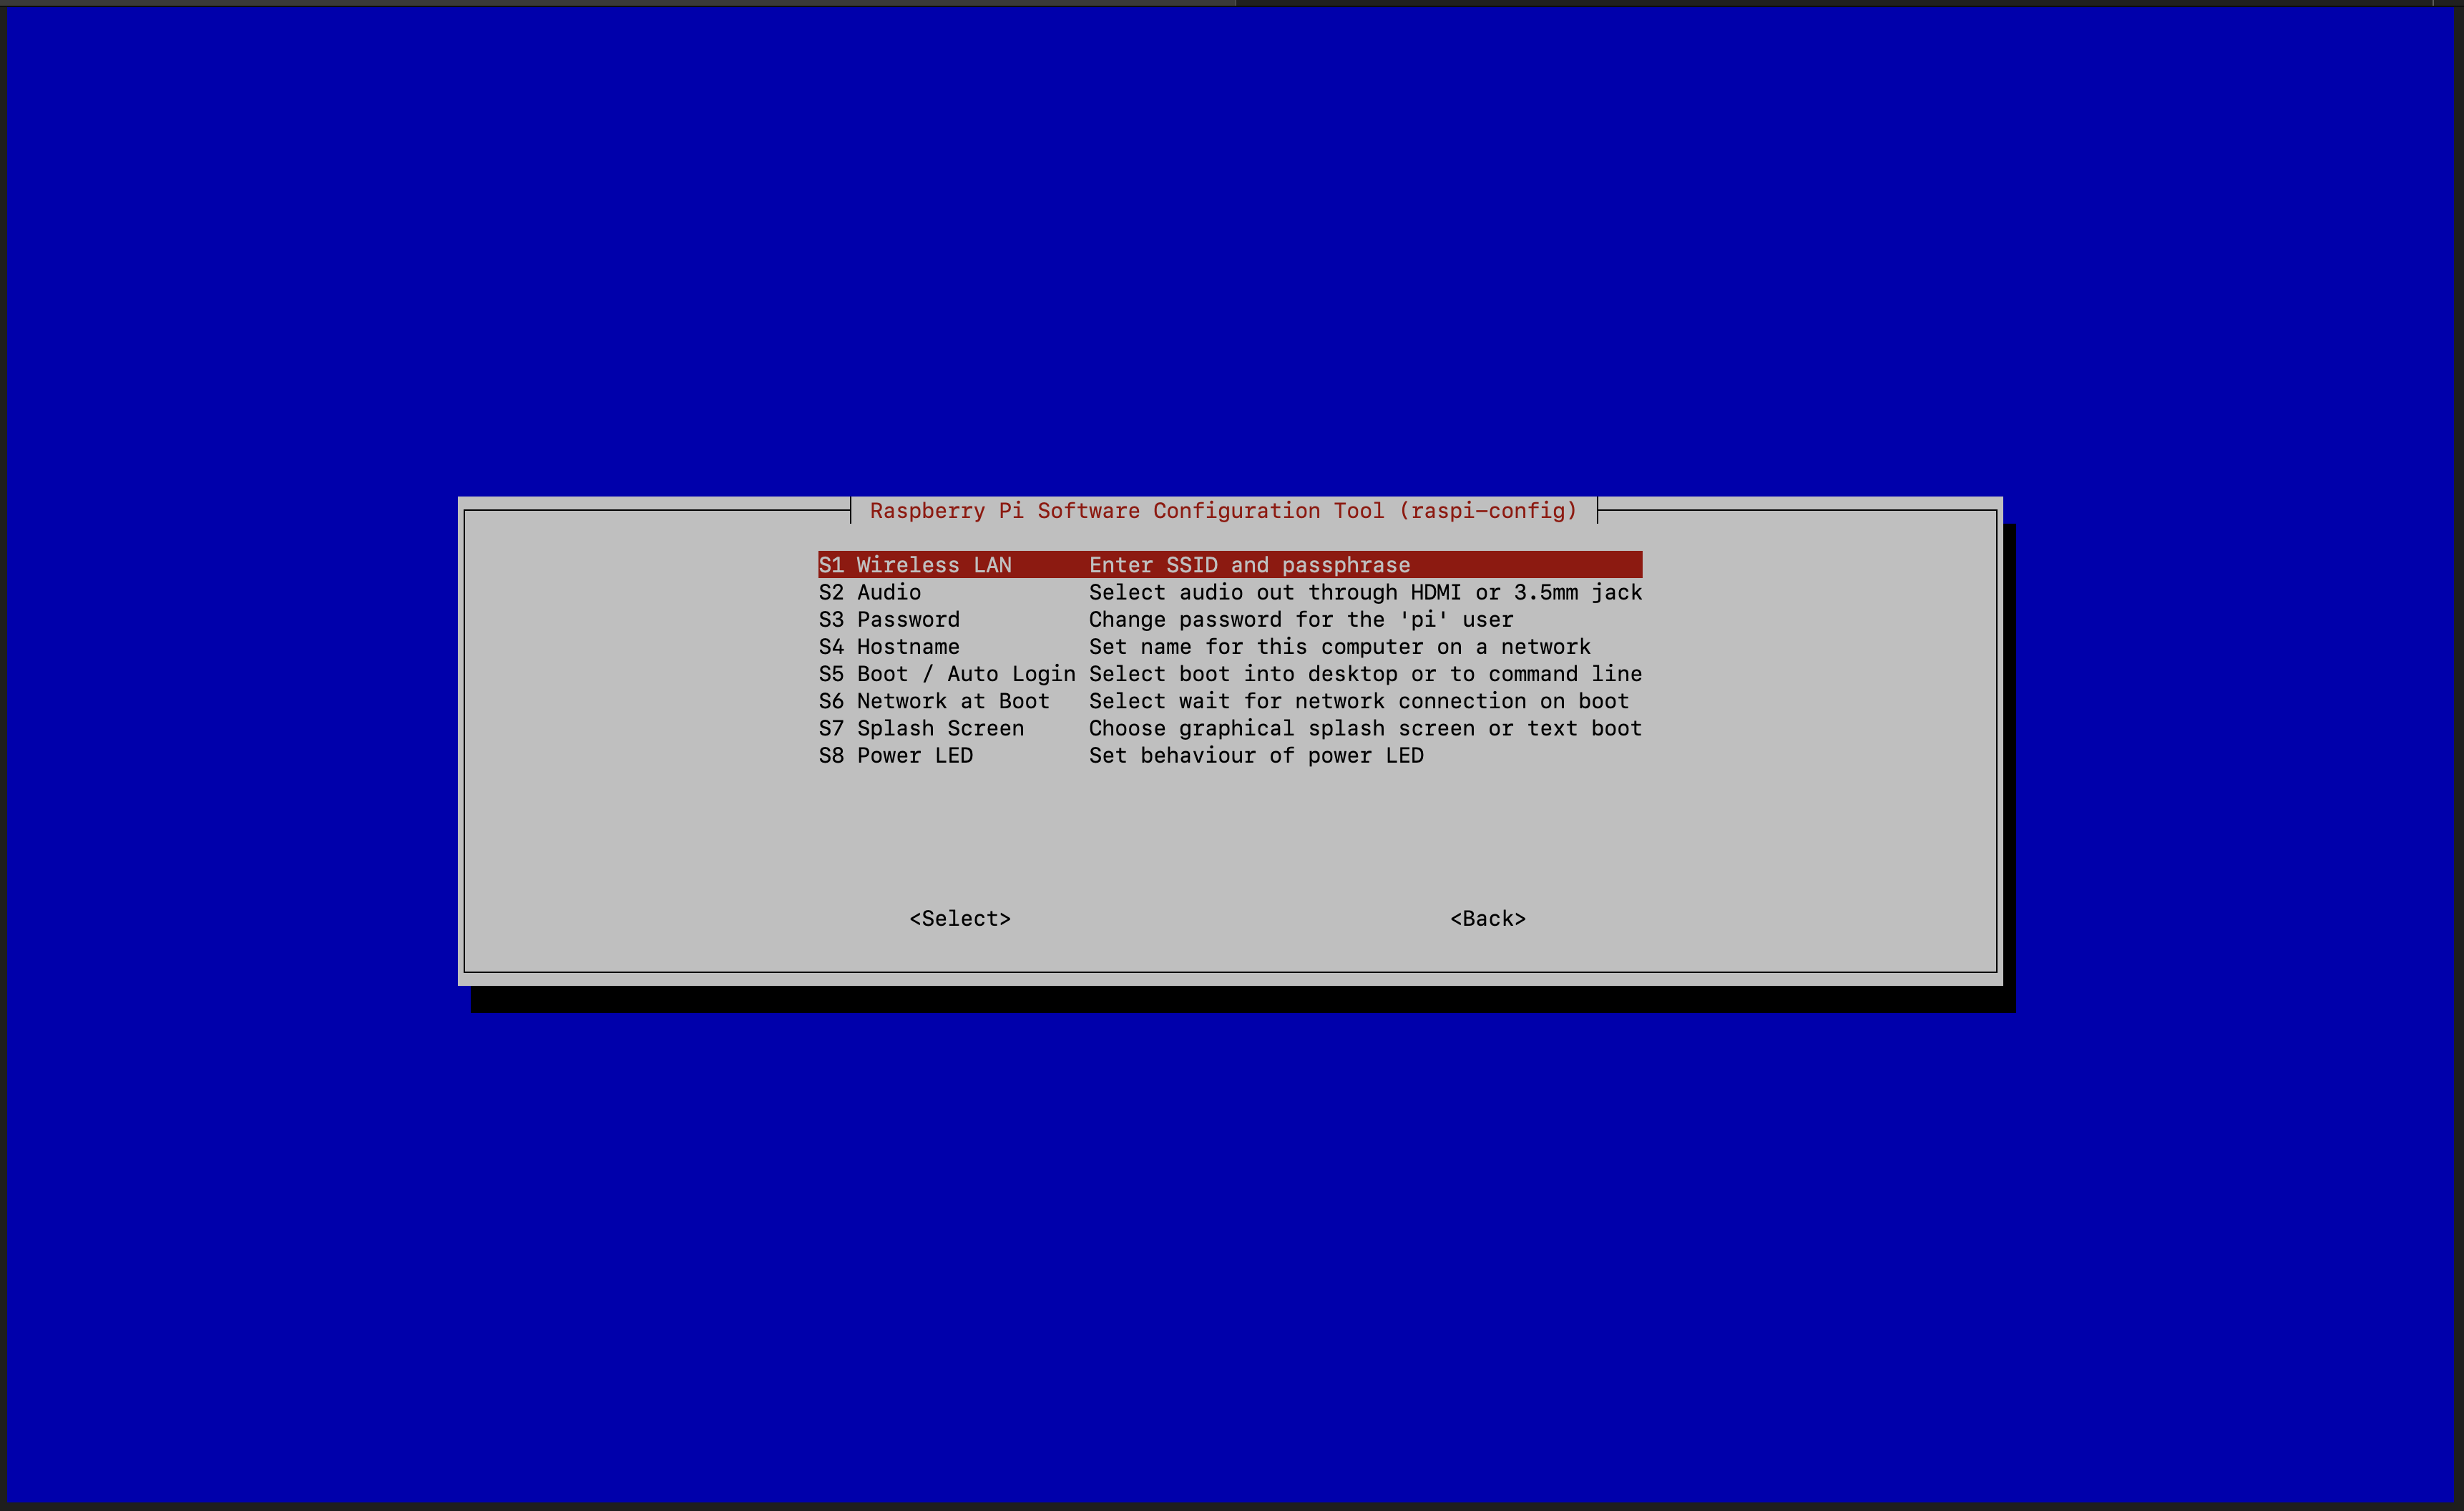 Raspberry Pi Software Configuration Tool (raspi-config)
S1 Wireless LAN Enter SSID and passphrase
S2 Audio Select audio out through HDMI or 3.5mm jack
S3 Password Change password for the 'pi' user
S4 Hostname Set name for this computer on a network
S5 Boot / Auto Login Select boot into desktop or to command line
S6 Network at Boot Select wait for network connection on boot
S7 Splash Screen Choose graphical splash screen or text boot
S8 Power LED Set behaviour of power LED
<Select> <Back>